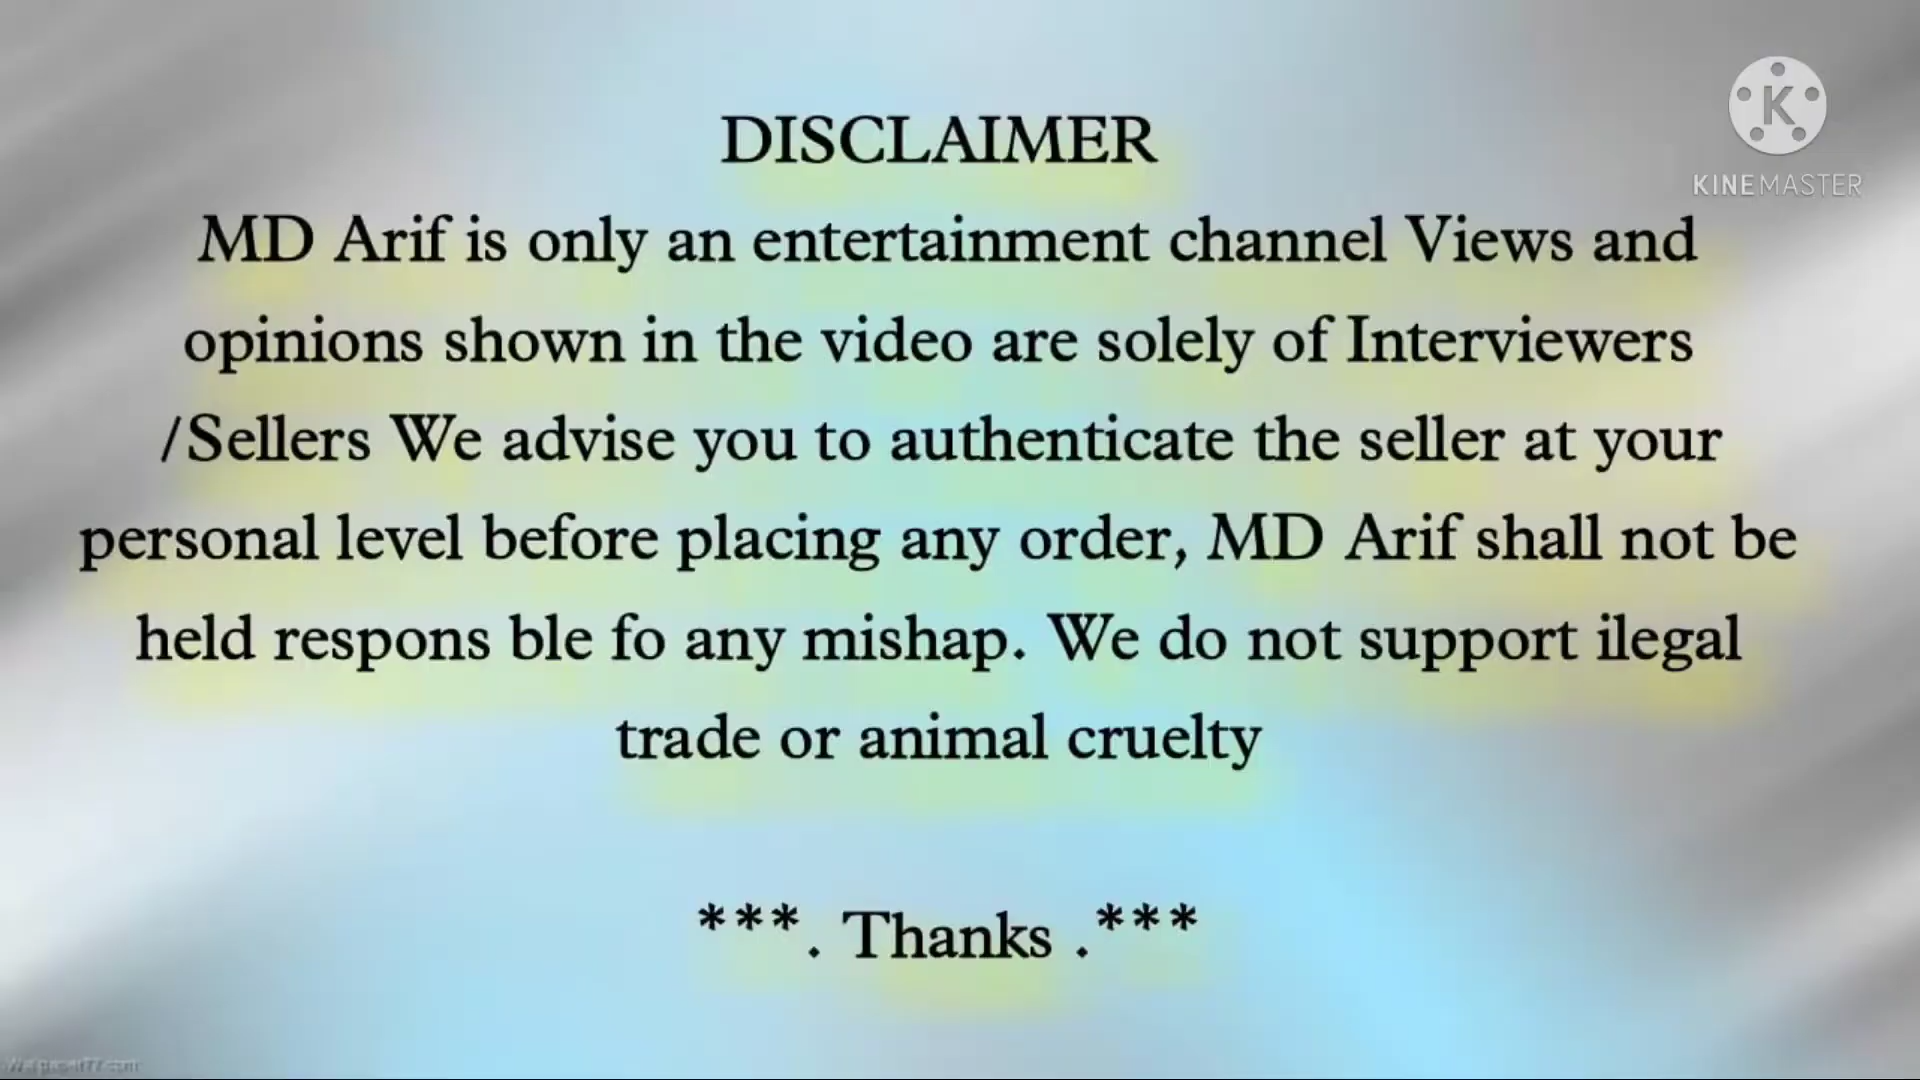 DISCLAIMER
K
KINEMASTER
MD Arif is only an entertainment channel Views and
opinions shown in the video are solely of Interviewers
/Sellers We advise you to authenticate the seller at your
personal level before placing any order, MD Arif shall not be
held respons ble fo any mishap. We do not support ilegal
trade or animal cruelty
***. Thanks .***
Wallpaper77.com